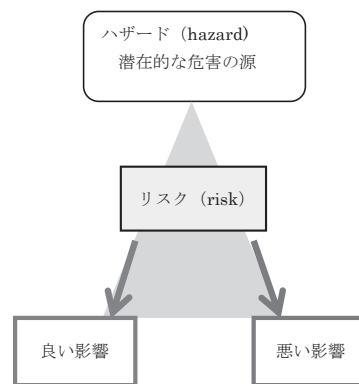 ハザード（hazard)
潜在的な危害の源
リスク（risk）
良い影響
悪い影響